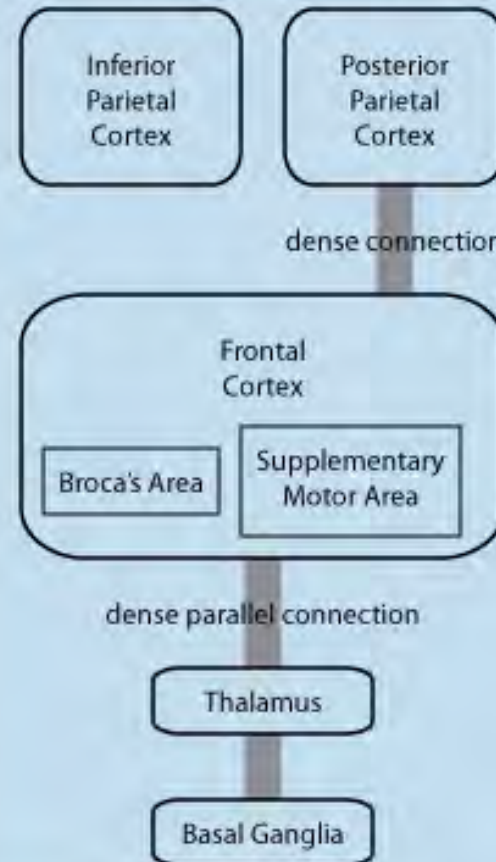 Inferior
Parietal
Cortex
Posterior
Parietal
Cortex
dense connection
Frontal
Cortex
Broca's Area
Supplementary
Motor Area
dense parallel connection
Thalamus
Basal Ganglia